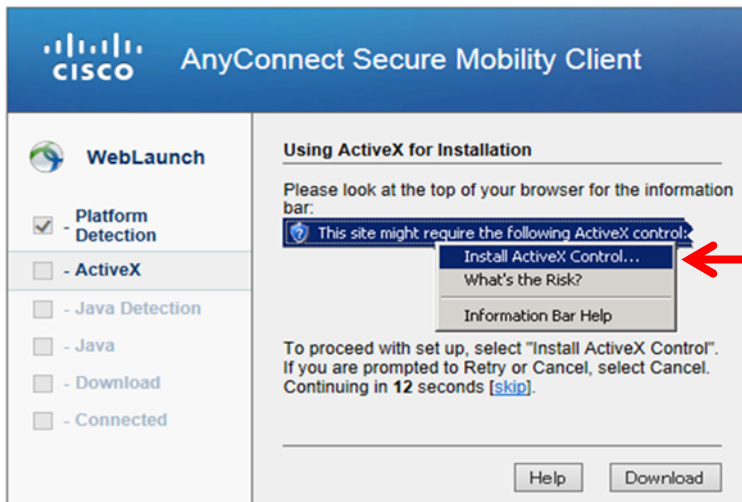 CISCO
AnyConnect Secure Mobility Client
WebLaunch
- Platform
Detection
- ActiveX
- Java Detection
- Java
- Download
- Connected
Using ActiveX for Installation
Please look at the top of your browser for the information
bar:
This site might require the following ActiveX control:
Install ActiveX Control...
What's the Risk?
Information Bar Help
To proceed with set up, select "Install ActiveX Control".
If you are prompted to Retry or Cancel, select Cancel.
Continuing in 12 seconds [skip].
Help
Download